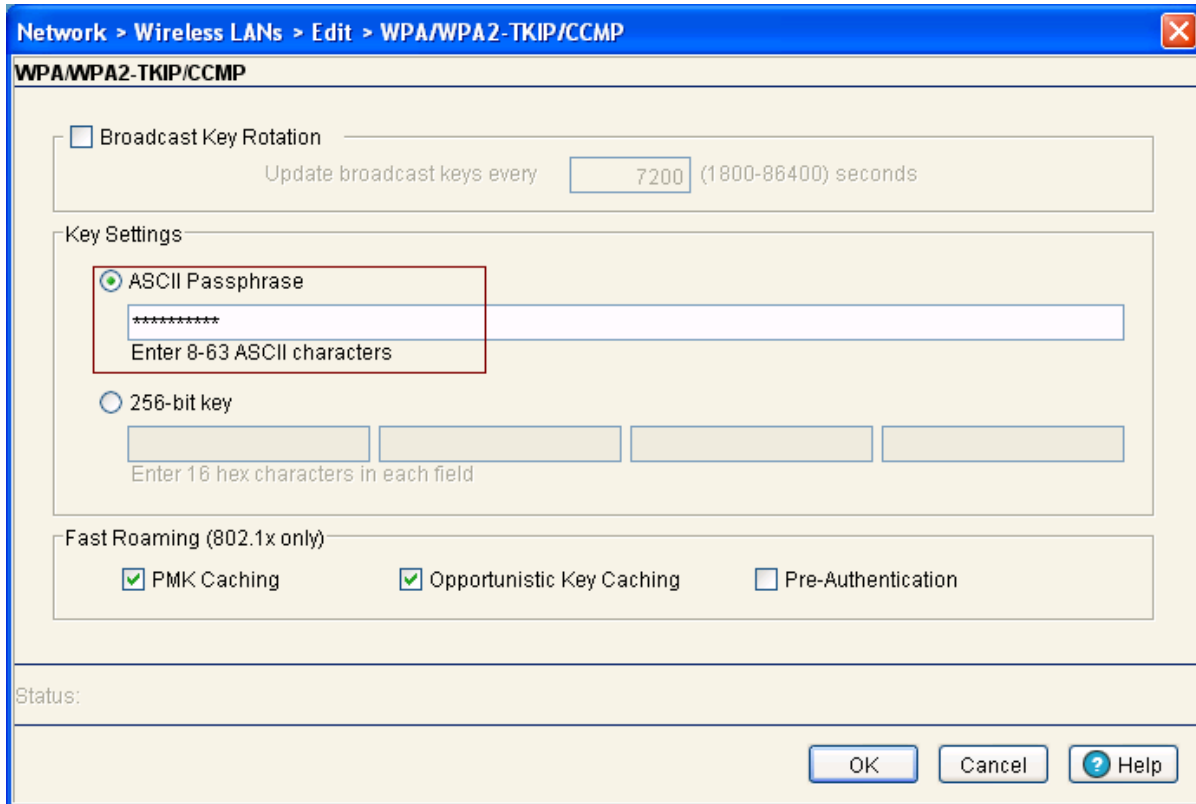 Network > Wireless LANs > Edit > WPA/WPA2-TKIP/CCMP
WPA/WPA2-TKIP/CCMP
Broadcast Key Rotation
Update broadcast keys every 7200 (1800-86400) seconds
Key Settings
ASCII Passphrase
**********
Enter 8-63 ASCII characters
256-bit key
Enter 16 hex characters in each field
Fast Roaming (802.1x only)
PMK Caching Opportunistic Key Caching Pre-Authentication
Status:
OK Cancel ? Help